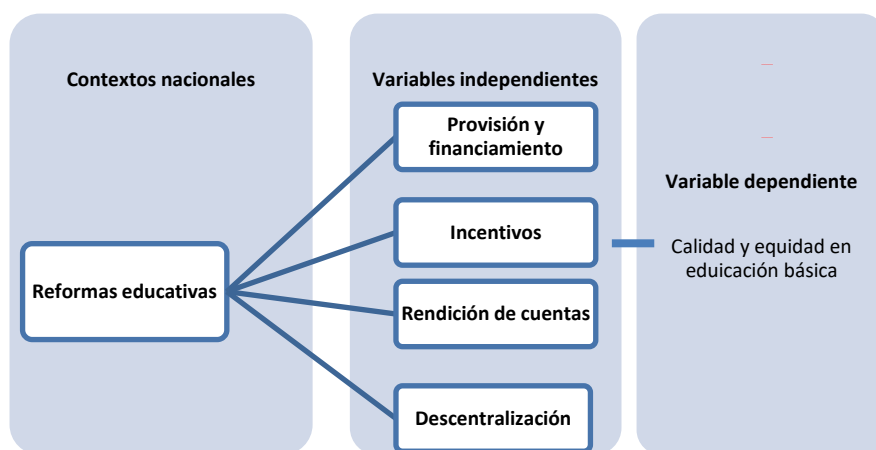 Contextos nacionales
Reformas educativas
Variables independientes
Provisión y
financiamiento
Incentivos
Rendición de cuentas
Descentralización
Variable dependiente
Calidad y equidad en
eduicación básica